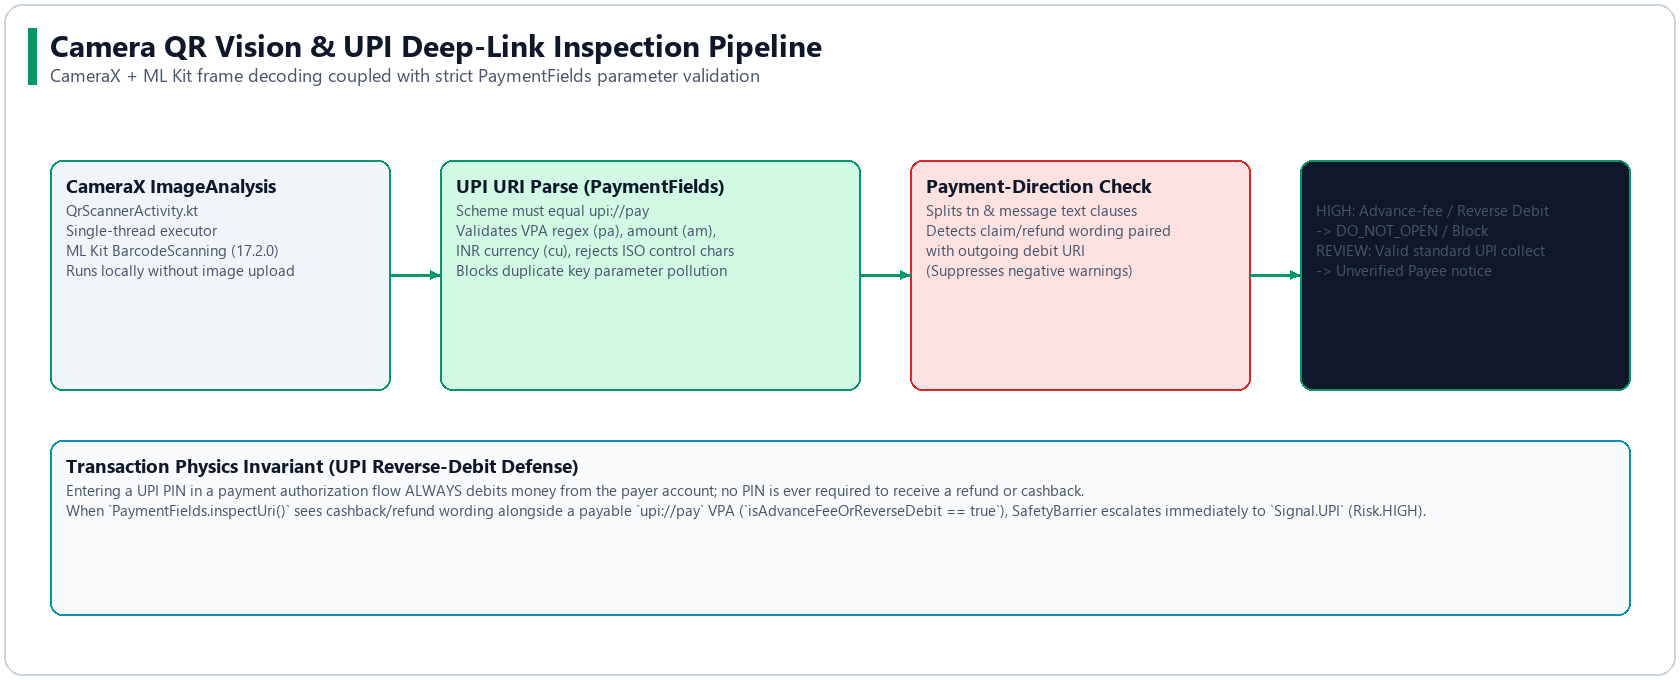 Camera QR Vision & UPI Deep-Link Inspection Pipeline
CameraX + ML Kit frame decoding coupled with strict PaymentFields parameter validation
CameraX ImageAnalysis
QrScannerActivity.kt
Single-thread executor
ML Kit BarcodeScanning (17.2.0)
Runs locally without image upload
UPI URI Parse (PaymentFields)
Scheme must equal upi://pay
Validates VPA regex (pa), amount (am),
INR currency (cu), rejects ISO control chars
Blocks duplicate key parameter pollution
Payment-Direction Check
Splits tn & message text clauses
Detects claim/refund wording paired
with outgoing debit URI
(Suppresses negative warnings)
HIGH: Advance-fee / Reverse Debit
-> DO_NOT_OPEN / Block
REVIEW: Valid standard UPI collect
-> Unverified Payee notice
Transaction Physics Invariant (UPI Reverse-Debit Defense)
Entering a UPI PIN in a payment authorization flow ALWAYS debits money from the payer account; no PIN is ever required to receive a refund or cashback.
When `PaymentFields.inspectUri()` sees cashback/refund wording alongside a payable `upi://pay` VPA (`isAdvanceFeeOrReverseDebit == true`), SafetyBarrier escalates immediately to `Signal.UPI` (Risk.HIGH).